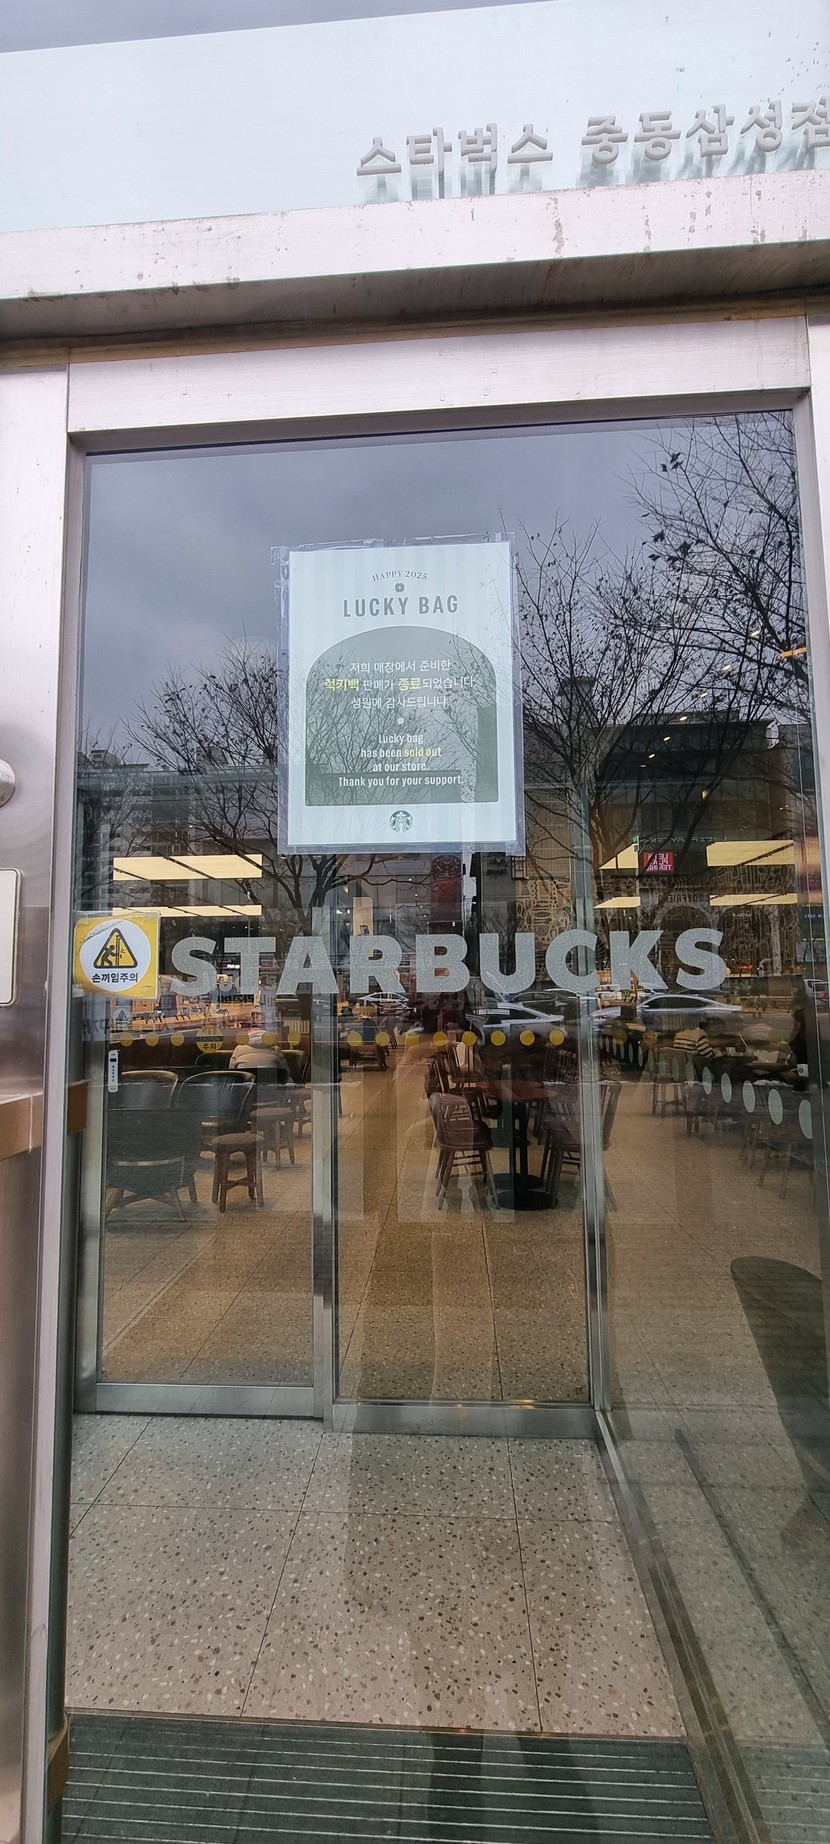 스타벅스 중동삼성점
HAPPY 2025
LUCKY BAG
저희 매장에서 준비한
럭키백 판매가 종료되었습니다.
성원에 감사드립니다.
Lucky bag
has been sold out
at our store.
Thank you for your support.
손끼임주의
STARBUCKS
주의